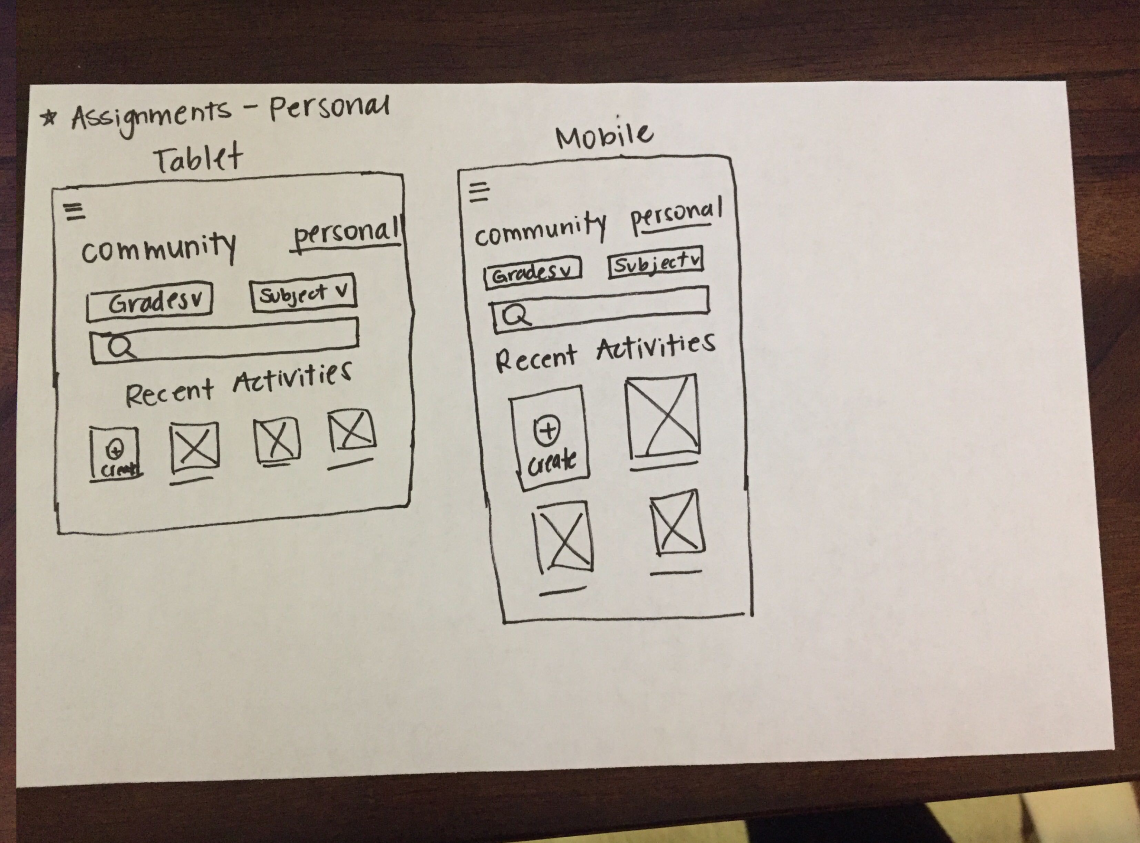 * Assignments - Personal
Tablet
community personal
Grades v Subject v
Recent Activities
+ Create
Mobile
community personal
Grades v Subject v
Recent Activities
+ Create